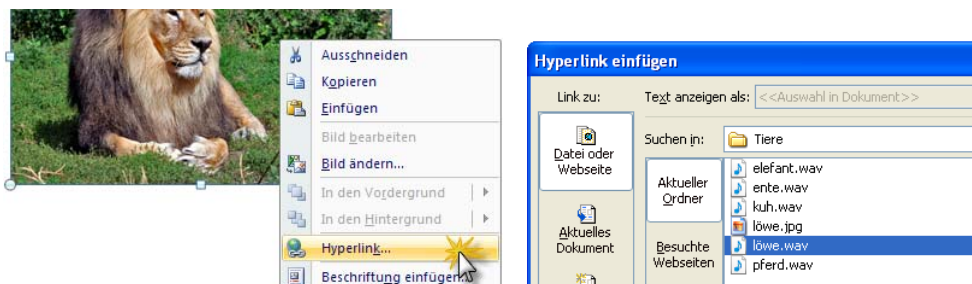 Ausschneiden
Kopieren
Einfügen
Bild bearbeiten
Bild ändern...
In den Vordergrund
In den Hintergrund
Hyperlink...
Beschriftung einfügen...
Hyperlink einfügen
Link zu:
Text anzeigen als: <<Auswahl in Dokument>>
Datei oder
Webseite
Suchen in: Tiere
Aktueller
Ordner
elefant.wav
ente.wav
kuh.wav
löwe.jpg
löwe.wav
pferd.wav
Aktuelles
Dokument
Besuchte
Webseiten